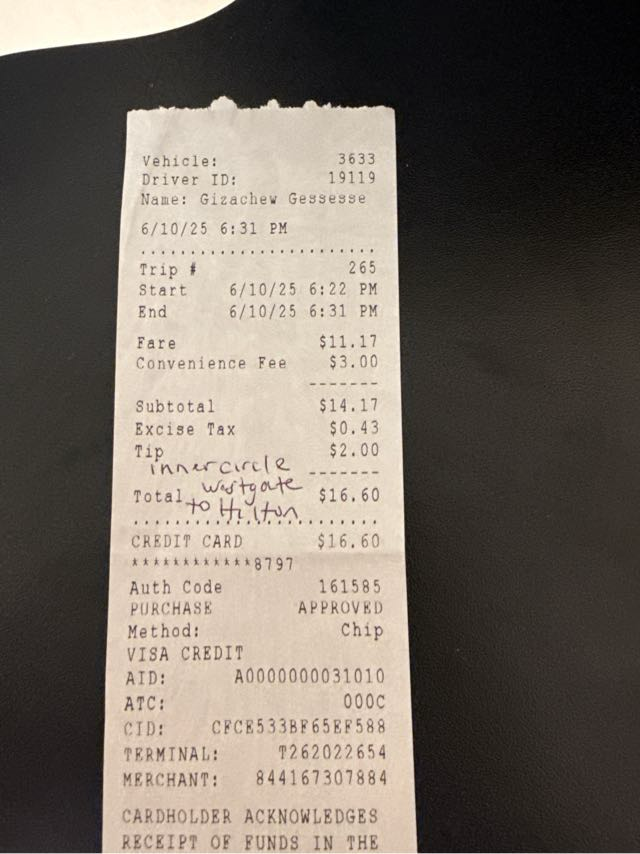 Vehicle: 3633
Driver ID: 19119
Name: Gizachew Gessesse
6/10/25 6:31 PM
........................
Trip # 265
Start 6/10/25 6:22 PM
End 6/10/25 6:31 PM
Fare $11.17
Convenience Fee $3.00
-------
Subtotal $14.17
Excise Tax $0.43
Tip $2.00
inner circle
-------
Westgate
Total $16.60
to Hilton
........................
CREDIT CARD $16.60
************8797
Auth Code 161585
PURCHASE APPROVED
Method: Chip
VISA CREDIT
AID: A0000000031010
ATC: 000C
CID: CFCE533BF65EF588
TERMINAL: T262022654
MERCHANT: 844167307884
CARDHOLDER ACKNOWLEDGES
RECEIPT OF FUNDS IN THE